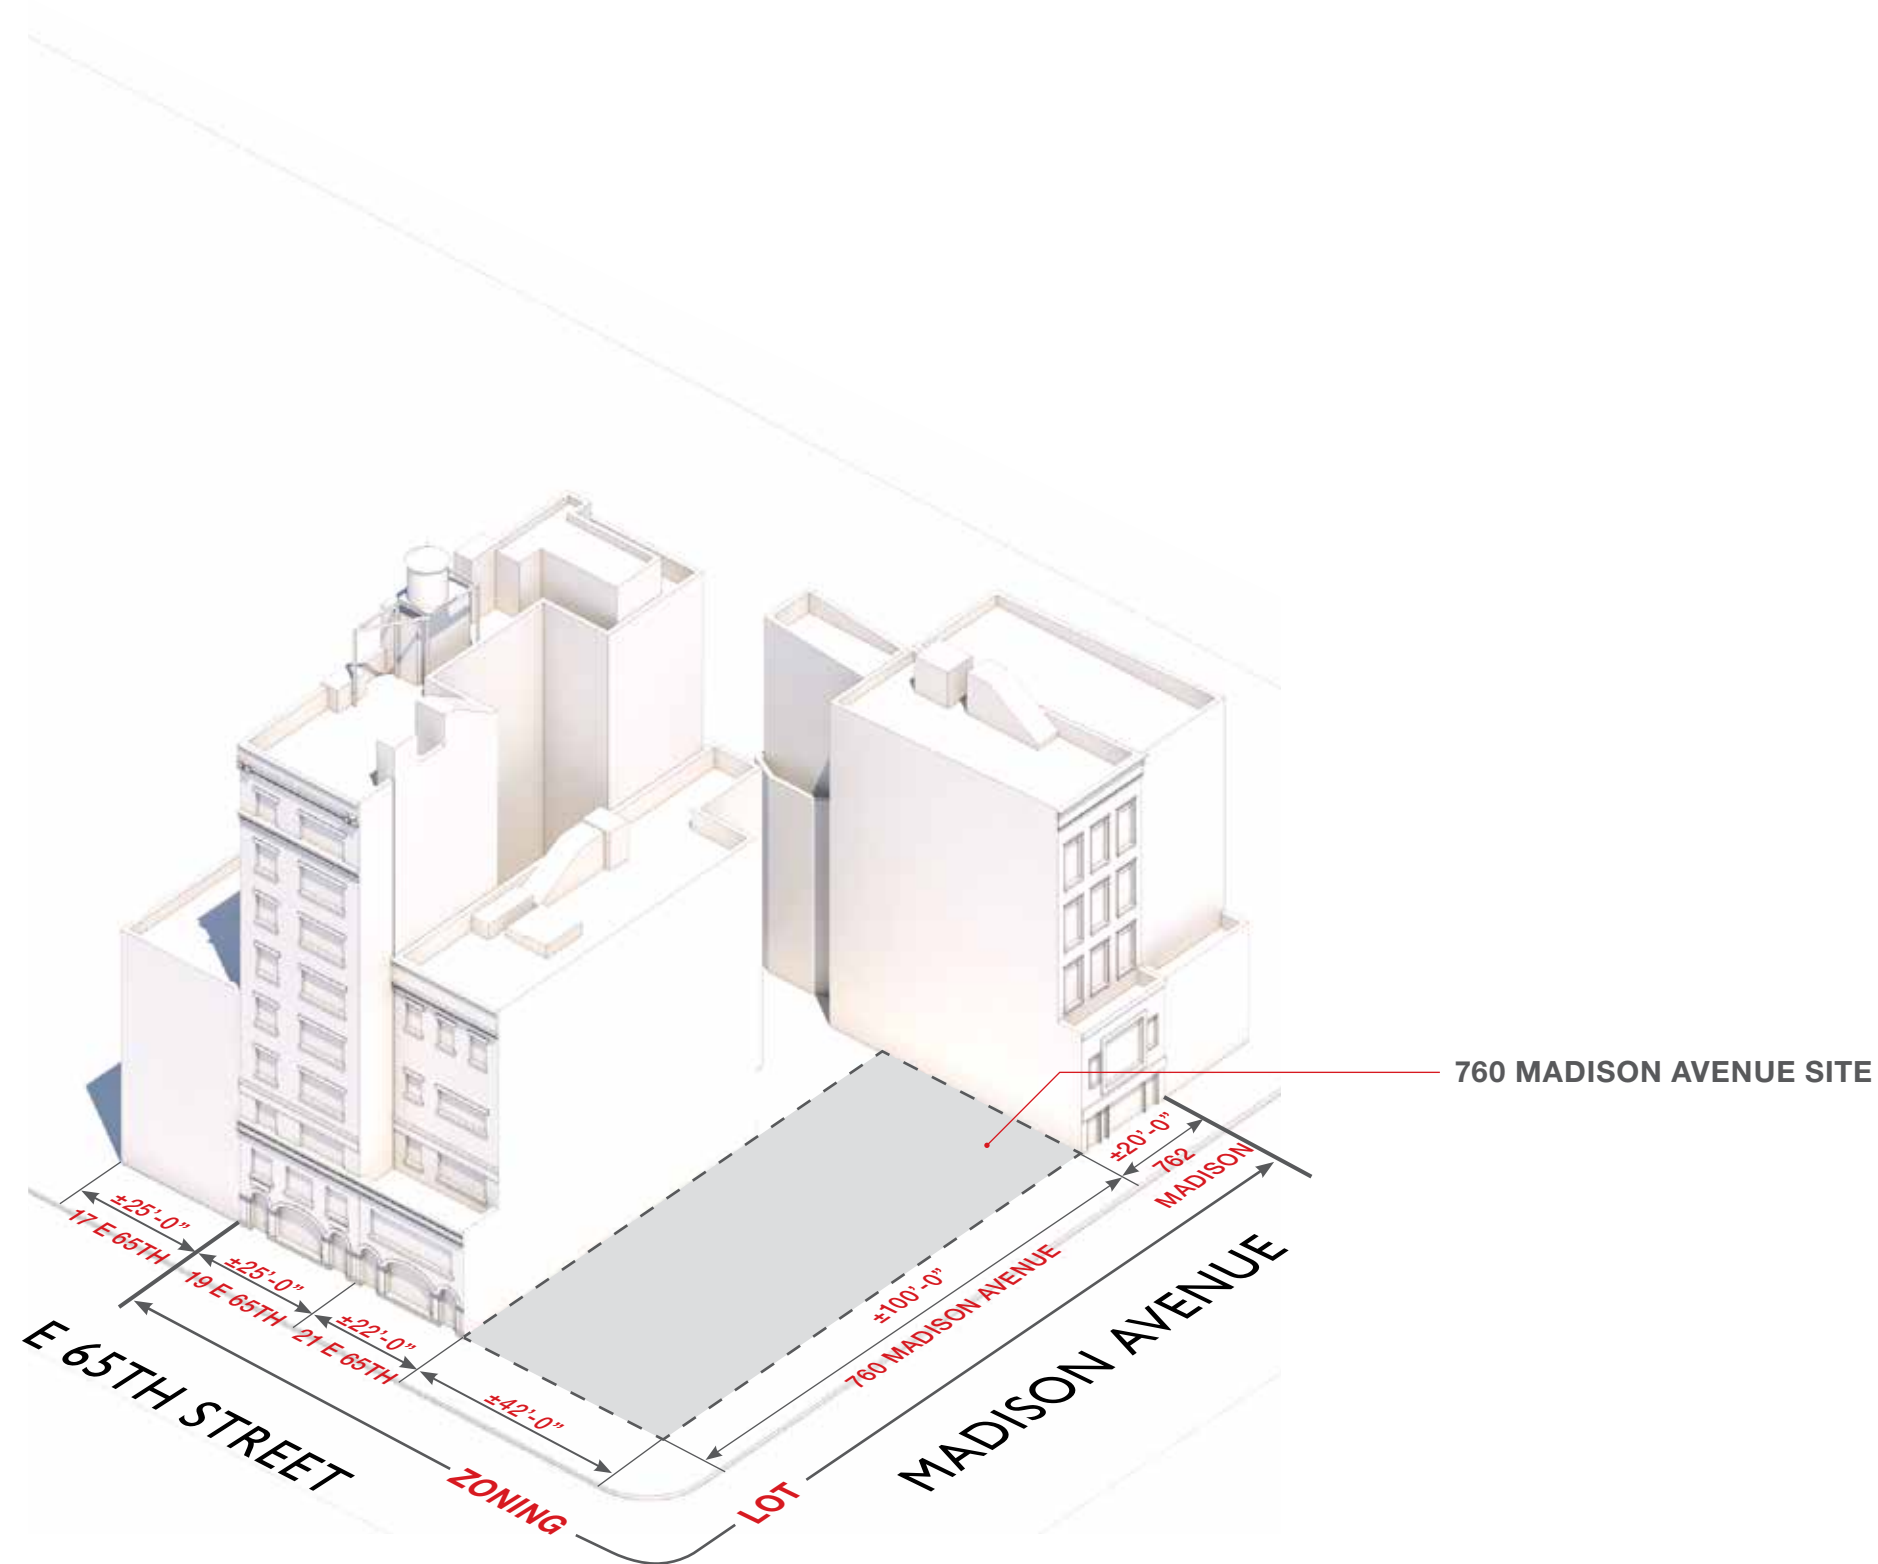 760 MADISON AVENUE SITE
±20’-0”
762
MADISON
±25’-0”
17 E 65TH
±25’-0”
19 E 65TH
±22’-0”
21 E 65TH
±42’-0”
±100’-0”
760 MADISON AVENUE
E 65TH STREET
MADISON AVENUE
ZONING
LOT